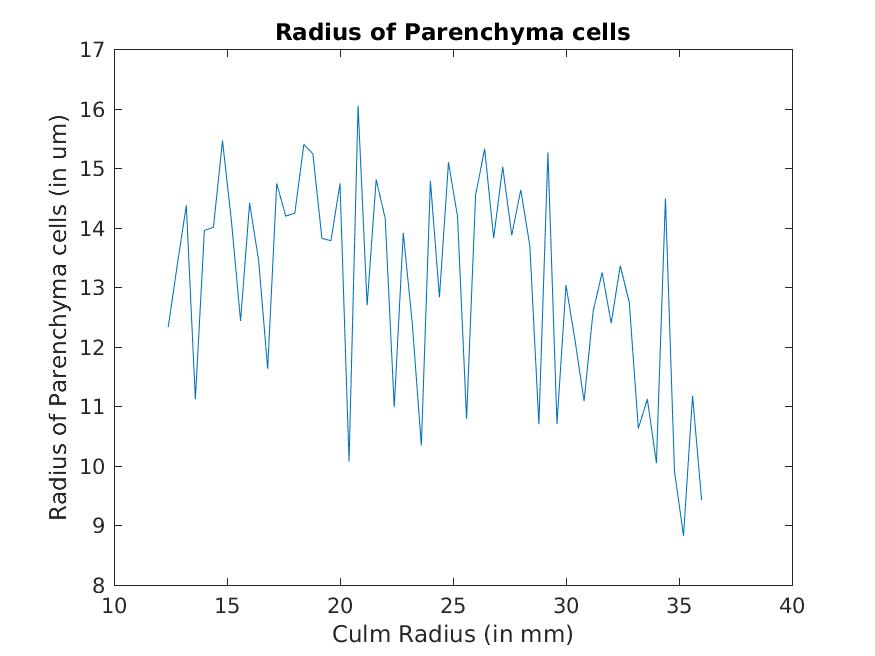 Radius of Parenchyma cells
17
16
15
14
13
12
11
10
9
8
Radius of Parenchyma cells (in um)
10 15 20 25 30 35 40
Culm Radius (in mm)